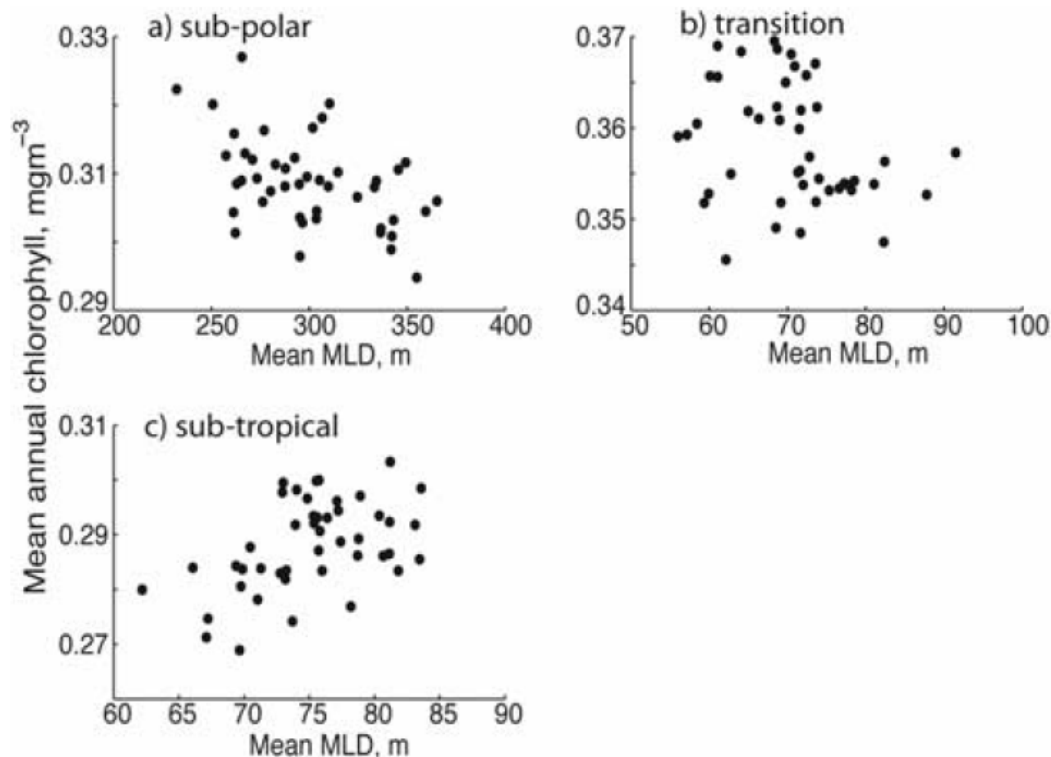 a) sub-polar
0.33
0.31
0.29
200 250 300 350 400
Mean MLD, m
b) transition
0.37
0.36
0.35
0.34
50 60 70 80 90 100
Mean MLD, m
Mean annual chlorophyll, mgm⁻³
c) sub-tropical
0.31
0.29
0.27
60 65 70 75 80 85 90
Mean MLD, m